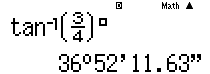 D Math ▲
tan⁻¹(3/4)°
36°52'11.63"